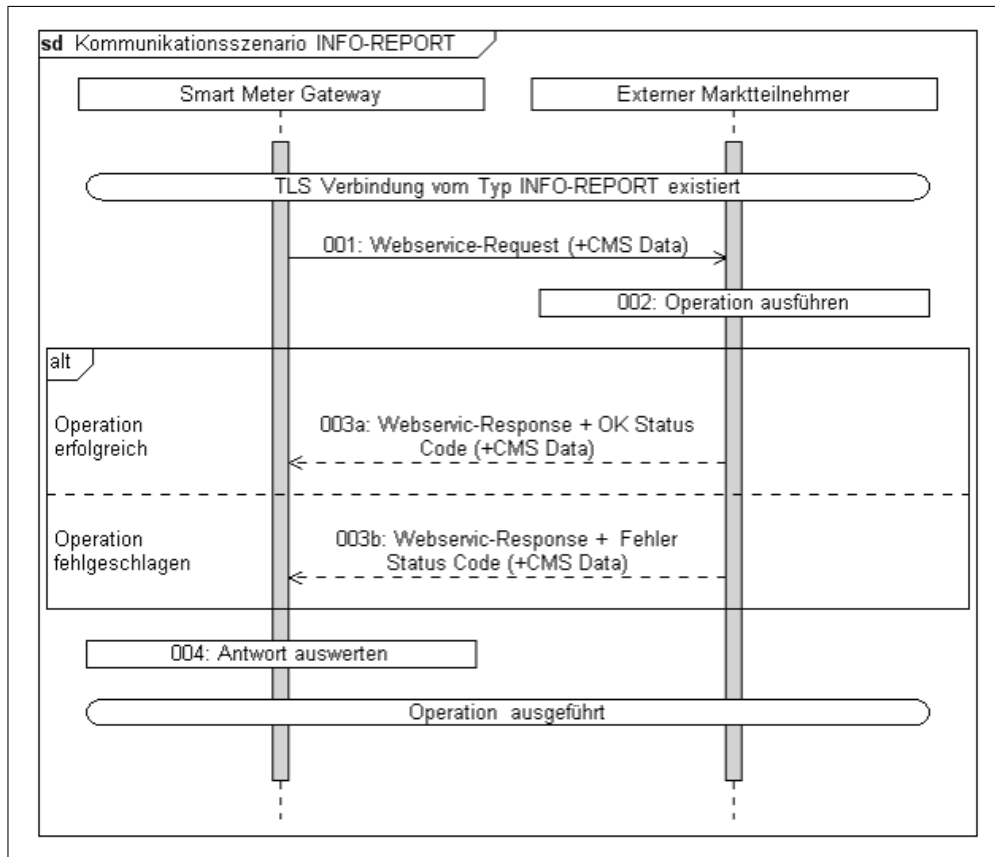 sd Kommunikationsszenario INFO-REPORT
Smart Meter Gateway
Externer Marktteilnehmer
TLS Verbindung vom Typ INFO-REPORT existiert
001: Webservice-Request (+CMS Data)
002: Operation ausführen
alt
Operation
erfolgreich
003a: Webservic-Response + OK Status
Code (+CMS Data)
Operation
fehlgeschlagen
003b: Webservic-Response + Fehler
Status Code (+CMS Data)
004: Antwort auswerten
Operation ausgeführt